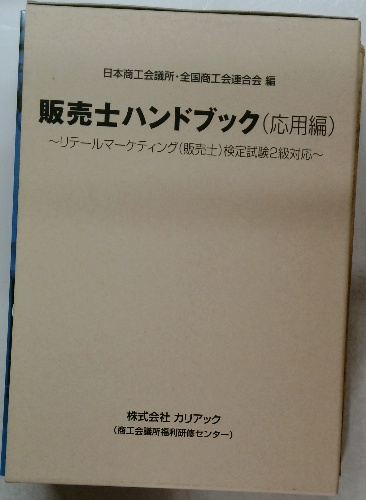 日本商工会議所・全国商工会連合会 編
販売士ハンドブック(応用編)
～リテールマーケティング(販売士)検定試験2級対応～
株式会社 カリアック
(商工会議所福利研修センター)